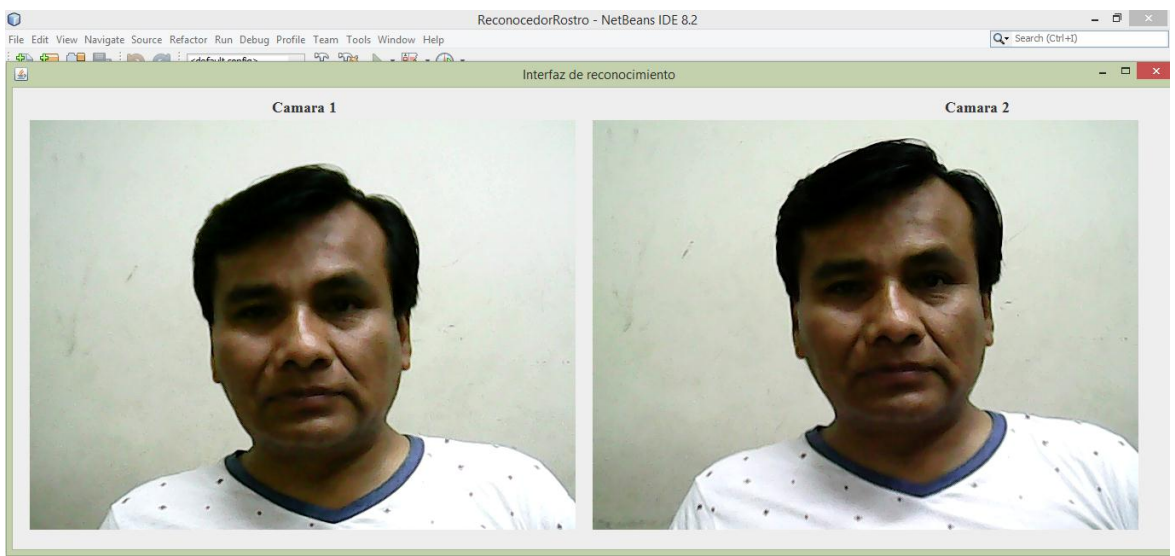 ReconocedorRostro - NetBeans IDE 8.2
File Edit View Navigate Source Refactor Run Debug Profile Team Tools Window Help
Search (Ctrl+I)
<default config>
Interfaz de reconocimiento
Camara 1
Camara 2